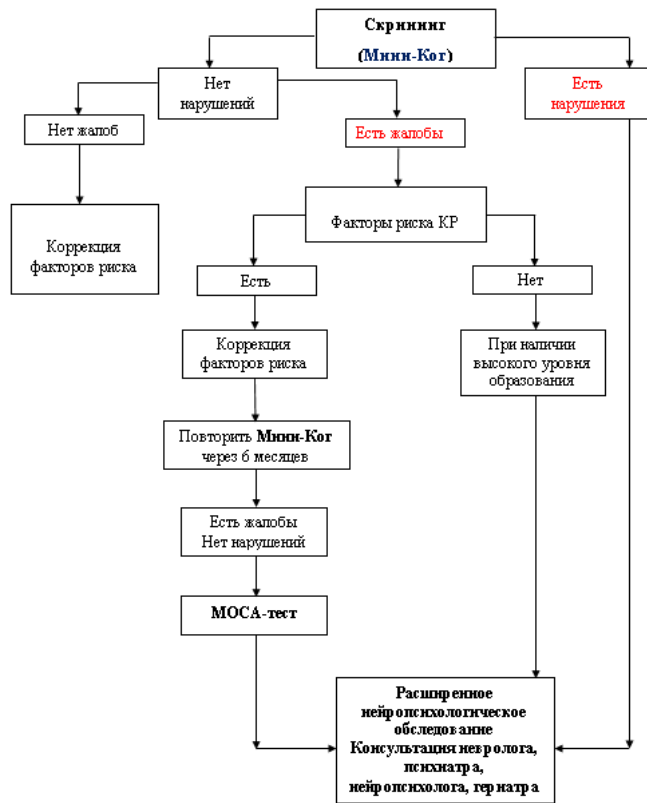 Скрининг
(Мини-Ког)
Нет
нарушений
Есть
нарушения
Нет жалоб
Есть жалобы
Коррекция
факторов риска
Факторы риска КР
Есть
Нет
Коррекция
факторов риска
При наличии
высокого уровня
образования
Повторить Мини-Ког
через 6 месяцев
Есть жалобы
Нет нарушений
МОСА-тест
Расширенное
нейропсихологическое
обследование
Консультация невролога,
психиатра,
нейропсихолога, гериатра